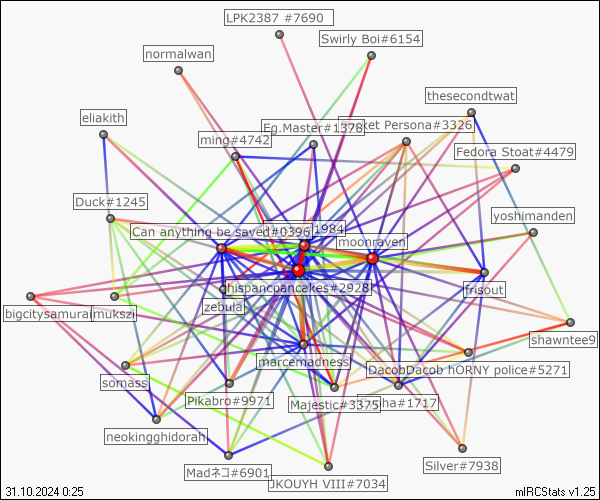 LPK2387 #7690
Swirly Boi#6154
normalwan
thesecondtwat
eliakith
Eg.Master#1378
ket Persona#3326
ming#4742
Fedora Stoat#4479
Duck#1245
yoshimanden
Can anything be saved#0396
1984
moonraven
hispancpancakes#2928
frisout
bigcitysamurai
mukszi
zebula
shawntee9
marcemadness
DacobDacob hORNY police#5271
somass
Pikabro#9971
Majestic#3375
ha#1717
neokingghidorah
Madネコ#6901
JKOUYH VIII#7034
Silver#7938
31.10.2024 0:25
mIRCStats v1.25